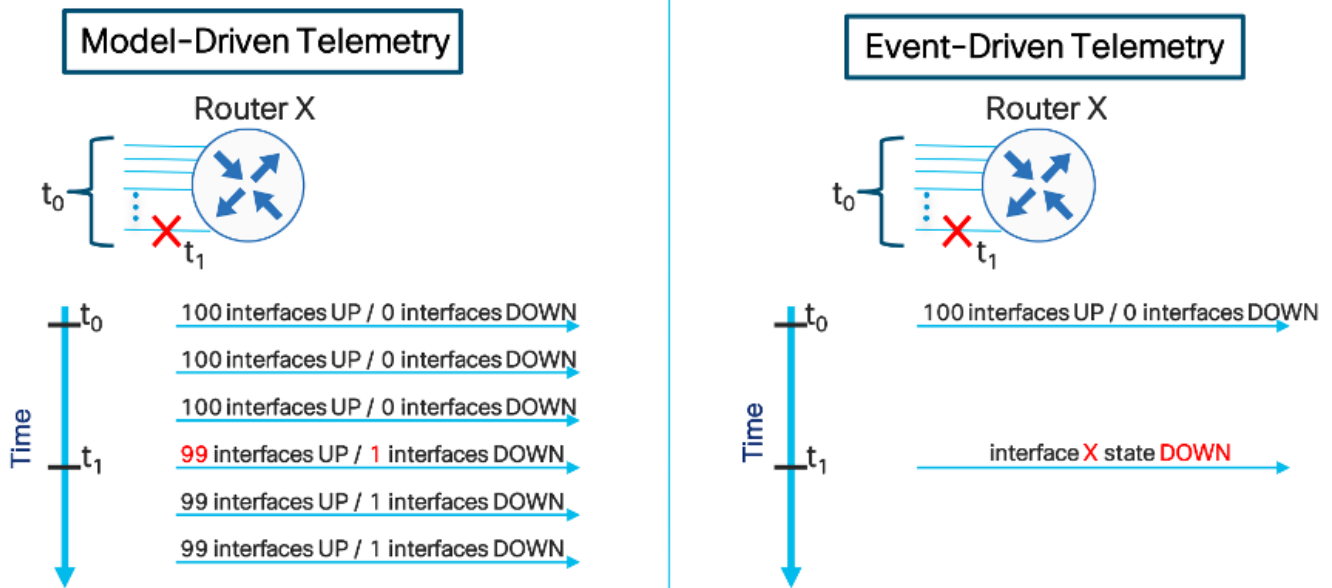 Model-Driven Telemetry
Router X
t0
t1
t0
100 interfaces UP / 0 interfaces DOWN
100 interfaces UP / 0 interfaces DOWN
100 interfaces UP / 0 interfaces DOWN
Time
t1
99 interfaces UP / 1 interfaces DOWN
99 interfaces UP / 1 interfaces DOWN
99 interfaces UP / 1 interfaces DOWN
Event-Driven Telemetry
Router X
t0
t1
t0
100 interfaces UP / 0 interfaces DOWN
Time
t1
interface X state DOWN